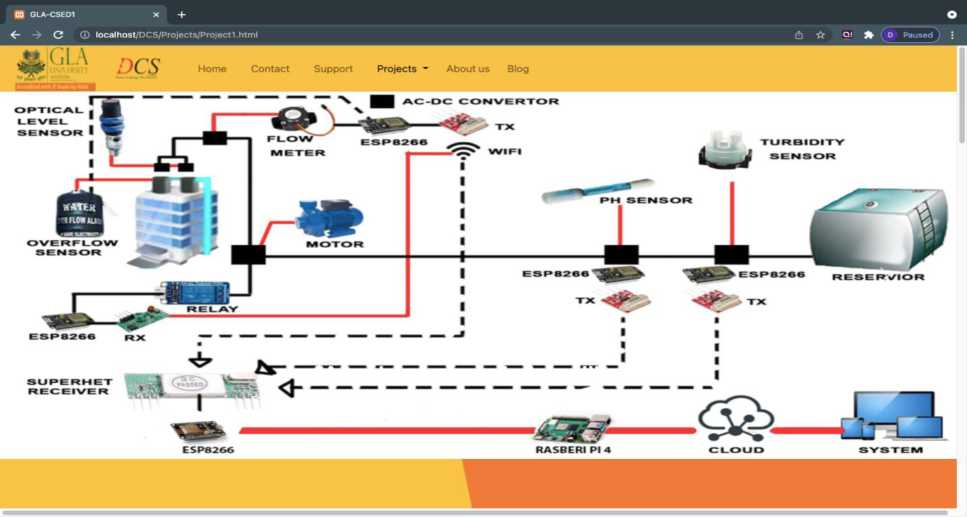 GLA-CSED1
localhost/DCS/Projects/Project1.html
D Paused
GLA
UNIVERSITY
DCS
Home Contact Support Projects About us Blog
OPTICAL
LEVEL
SENSOR
FLOW
METER
ESP8266
AC-DC CONVERTOR
TX
WIFI
TURBIDITY
SENSOR
PH SENSOR
WATER
OVERFLOW
SENSOR
MOTOR
ESP8266
ESP8266
RESERVIOR
TX
TX
RELAY
ESP8266
RX
SUPERHET
RECEIVER
ESP8266
RASBERI PI 4
CLOUD
SYSTEM